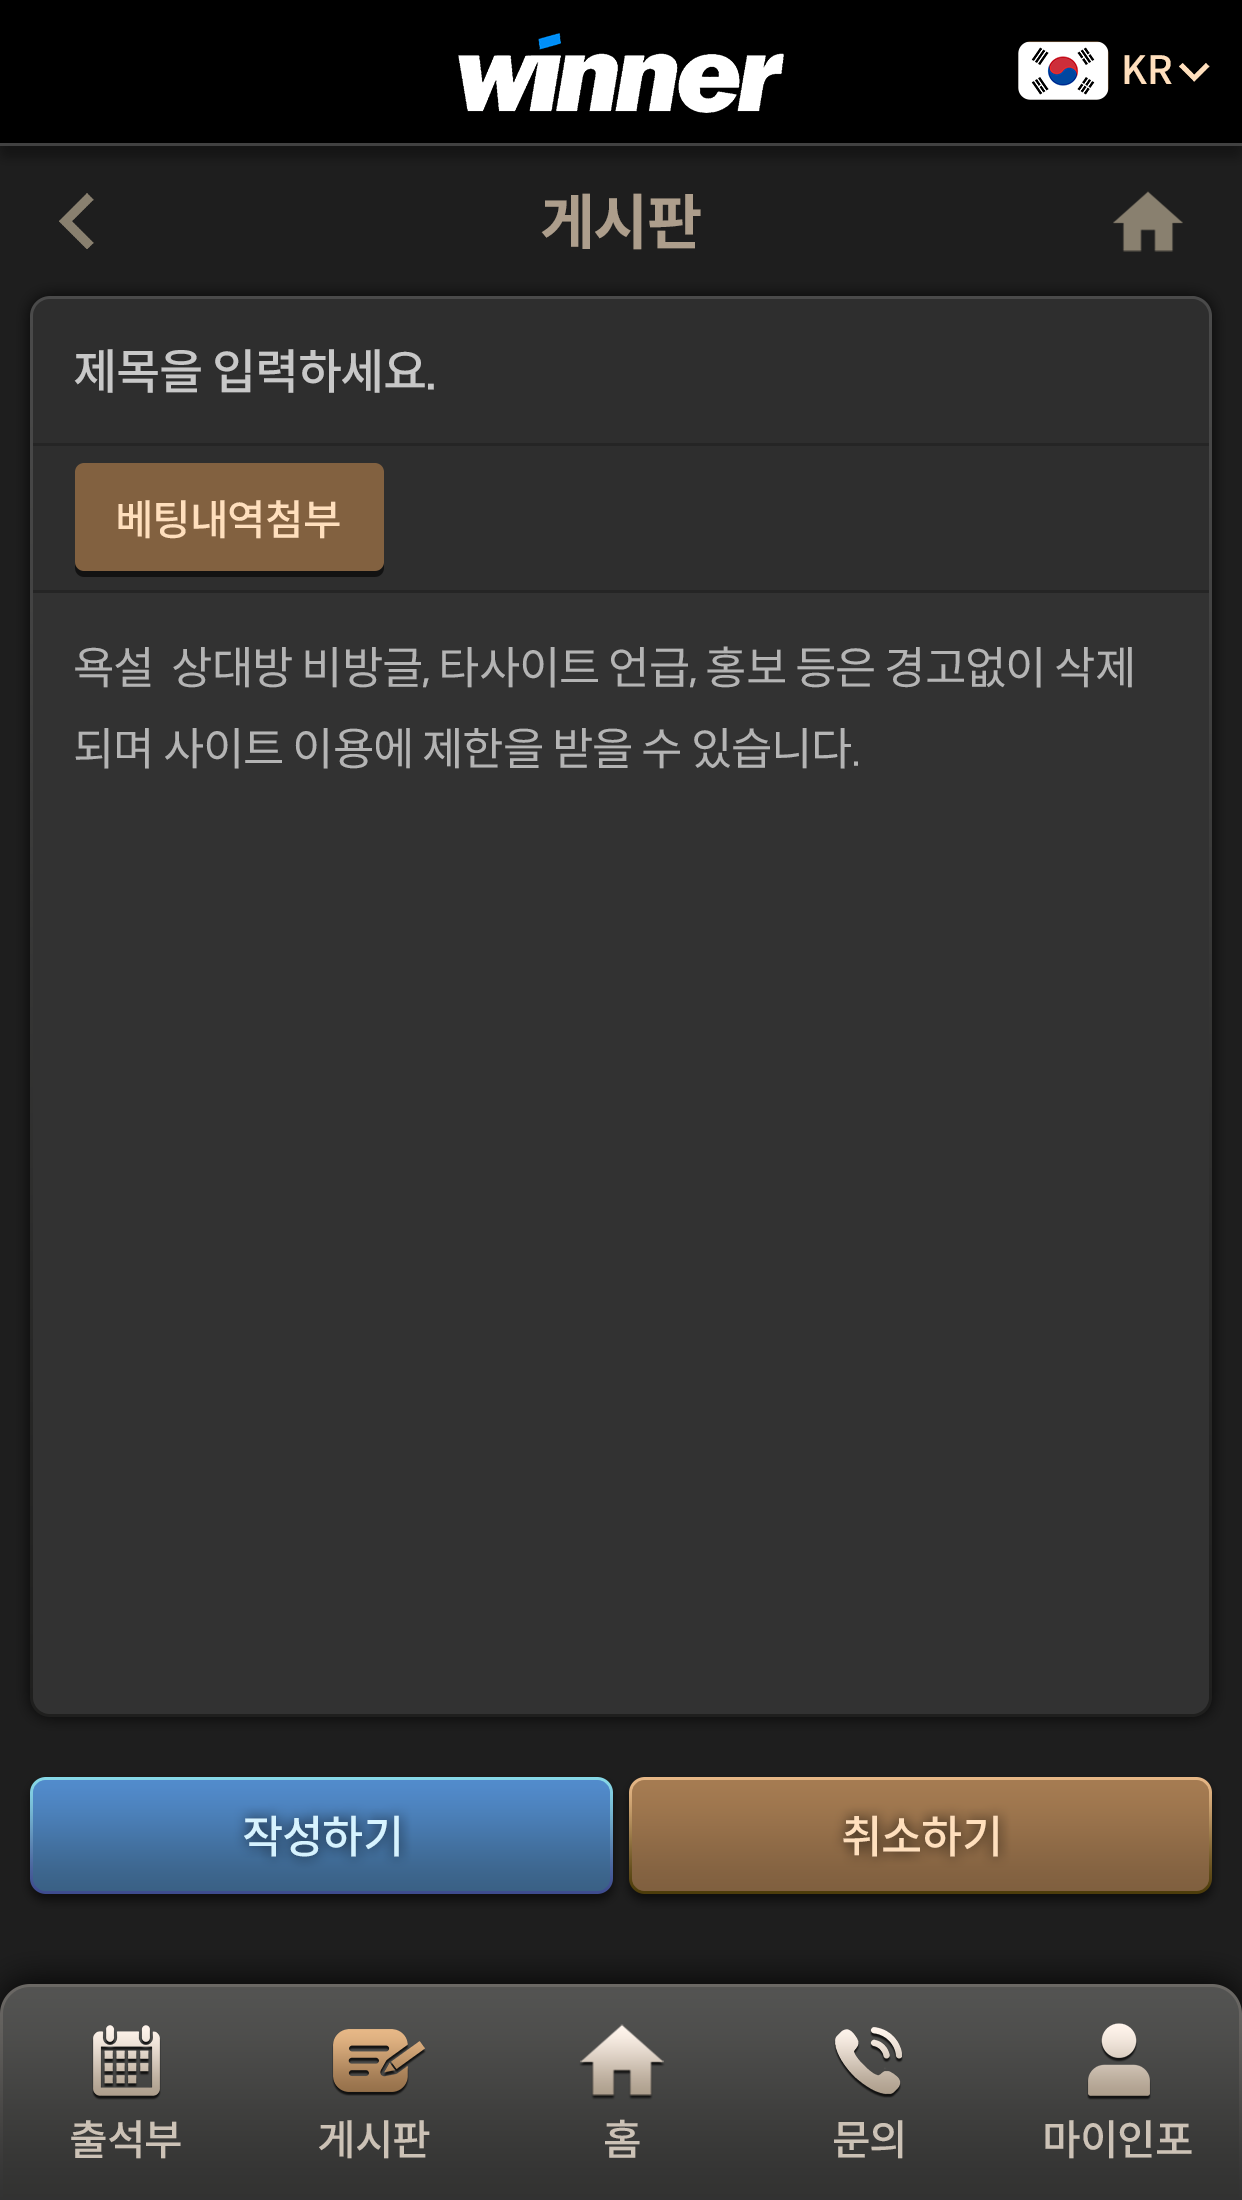 winner
KR
게시판
제목을 입력하세요.
베팅내역첨부
욕설  상대방 비방글, 타사이트 언급, 홍보 등은 경고없이 삭제
되며 사이트 이용에 제한을 받을 수 있습니다.
작성하기 취소하기
출석부 게시판 홈 문의 마이인포